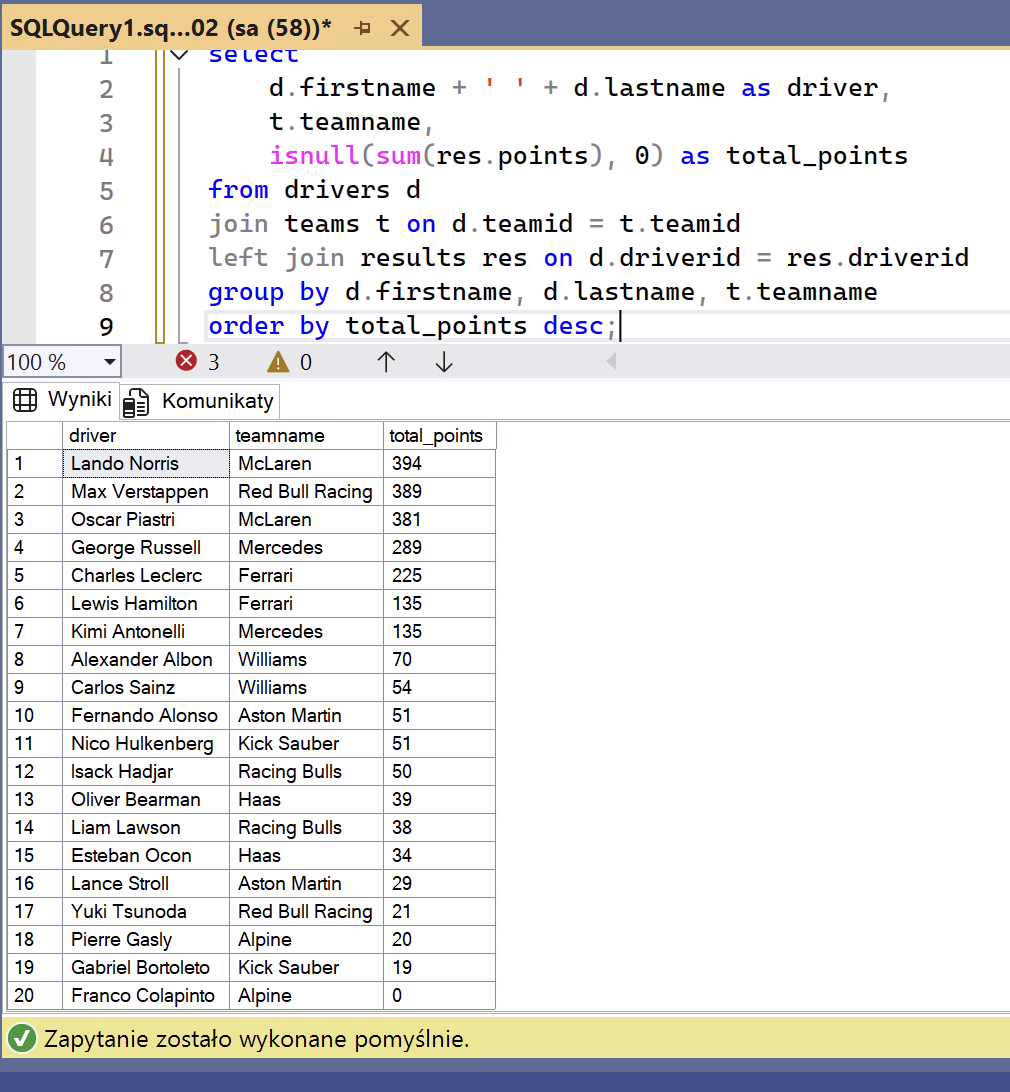 SQLQuery1.sq...02 (sa (58))*
1 select
2 d.firstname + ' ' + d.lastname as driver,
3 t.teamname,
4 isnull(sum(res.points), 0) as total_points
5 from drivers d
6 join teams t on d.teamid = t.teamid
7 left join results res on d.driverid = res.driverid
8 group by d.firstname, d.lastname, t.teamname
9 order by total_points desc;
100 % 3 0
Wyniki Komunikaty
driver teamname total_points
1 Lando Norris McLaren 394
2 Max Verstappen Red Bull Racing 389
3 Oscar Piastri McLaren 381
4 George Russell Mercedes 289
5 Charles Leclerc Ferrari 225
6 Lewis Hamilton Ferrari 135
7 Kimi Antonelli Mercedes 135
8 Alexander Albon Williams 70
9 Carlos Sainz Williams 54
10 Fernando Alonso Aston Martin 51
11 Nico Hulkenberg Kick Sauber 51
12 Isack Hadjar Racing Bulls 50
13 Oliver Bearman Haas 39
14 Liam Lawson Racing Bulls 38
15 Esteban Ocon Haas 34
16 Lance Stroll Aston Martin 29
17 Yuki Tsunoda Red Bull Racing 21
18 Pierre Gasly Alpine 20
19 Gabriel Bortoleto Kick Sauber 19
20 Franco Colapinto Alpine 0
Zapytanie zostało wykonane pomyślnie.